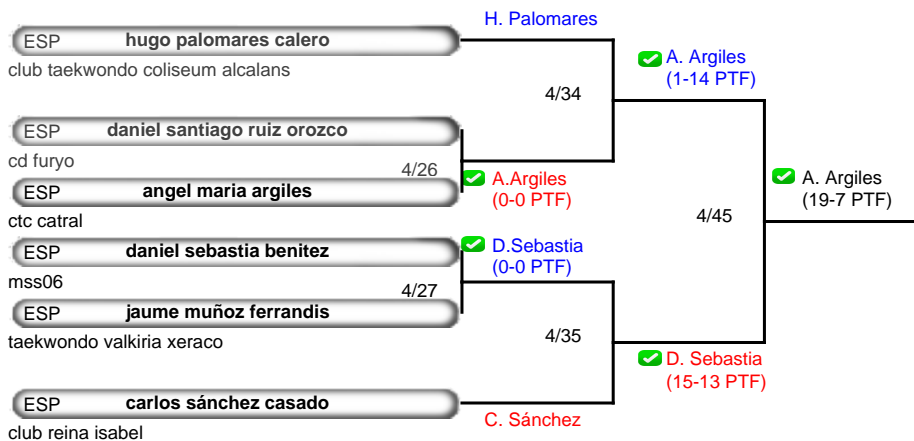 H. Palomares
ESP hugo palomares calero
club taekwondo coliseum alcalans
A. Argiles
(1-14 PTF)
4/34
ESP daniel santiago ruiz orozco
cd furyo
4/26
A.Argiles
(0-0 PTF)
ESP angel maria argiles
ctc catral
A. Argiles
(19-7 PTF)
4/45
ESP daniel sebastia benitez
mss06
D.Sebastia
(0-0 PTF)
4/27
ESP jaume muñoz ferrandis
taekwondo valkiria xeraco
4/35
D. Sebastia
(15-13 PTF)
ESP carlos sánchez casado
club reina isabel
C. Sánchez